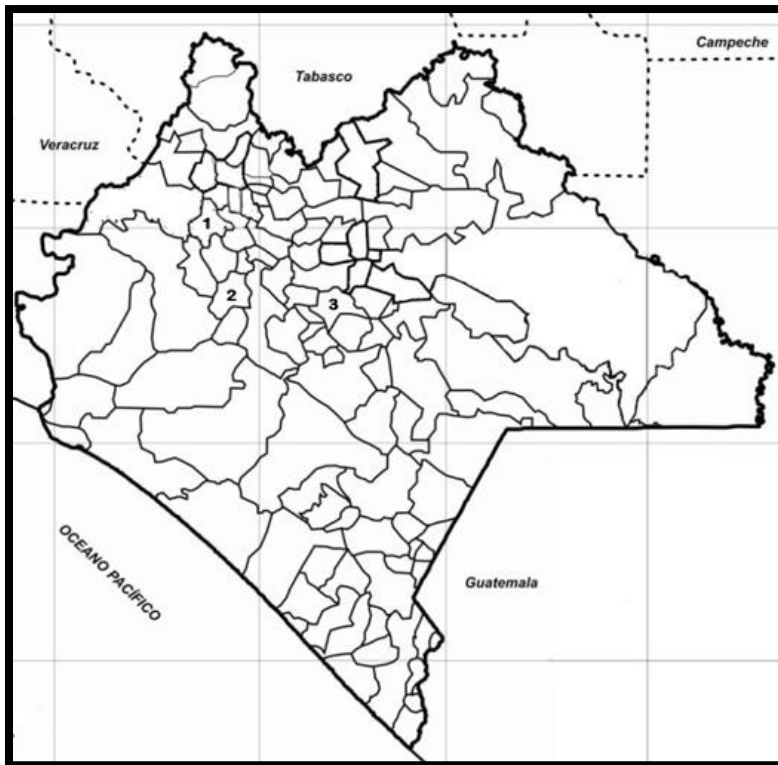 Campeche
Tabasco
Veracruz
1
2
3
OCEANO PACÍFICO
Guatemala